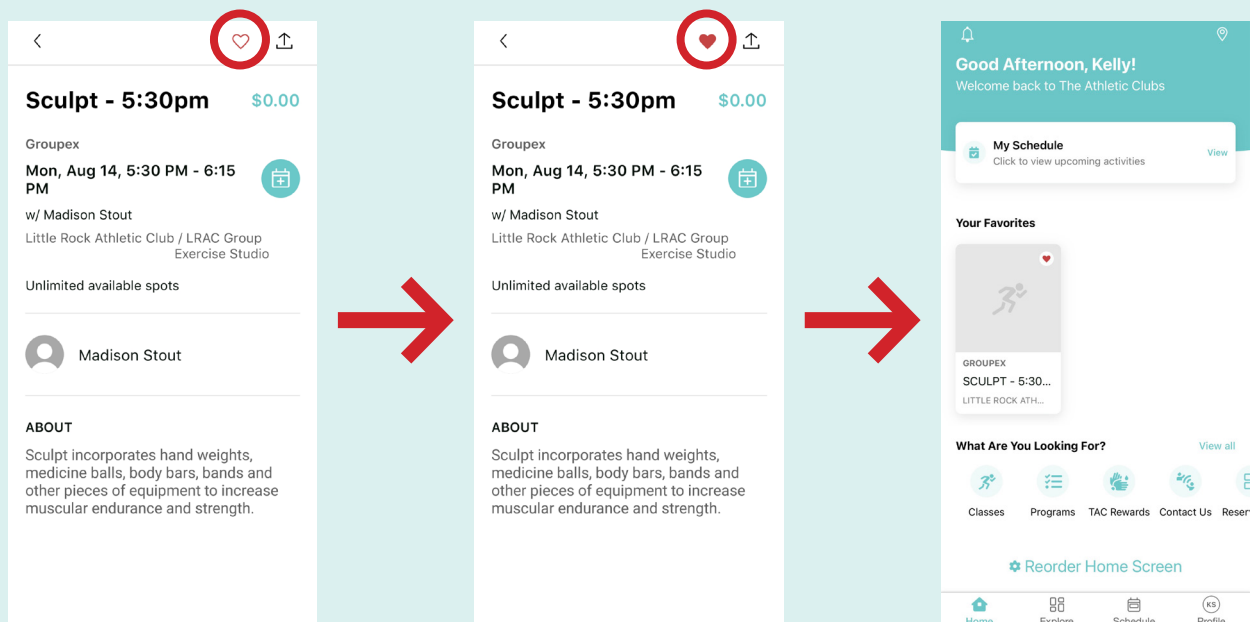 Sculpt - 5:30pm
$0.00
Groupex
Mon, Aug 14, 5:30 PM - 6:15
PM
w/ Madison Stout
Little Rock Athletic Club / LRAC Group
Exercise Studio
Unlimited available spots
Madison Stout
ABOUT
Sculpt incorporates hand weights,
medicine balls, body bars, bands and
other pieces of equipment to increase
muscular endurance and strength.
Sculpt - 5:30pm
$0.00
Groupex
Mon, Aug 14, 5:30 PM - 6:15
PM
w/ Madison Stout
Little Rock Athletic Club / LRAC Group
Exercise Studio
Unlimited available spots
Madison Stout
ABOUT
Sculpt incorporates hand weights,
medicine balls, body bars, bands and
other pieces of equipment to increase
muscular endurance and strength.
Good Afternoon, Kelly!
Welcome back to The Athletic Clubs
My Schedule
Click to view upcoming activities
View
Your Favorites
GROUPEX
SCULPT - 5:30...
LITTLE ROCK ATH...
What Are You Looking For?
View all
Classes
Programs
TAC Rewards
Contact Us
Reser
Reorder Home Screen
KS
Home
Explore
Schedule
Profile